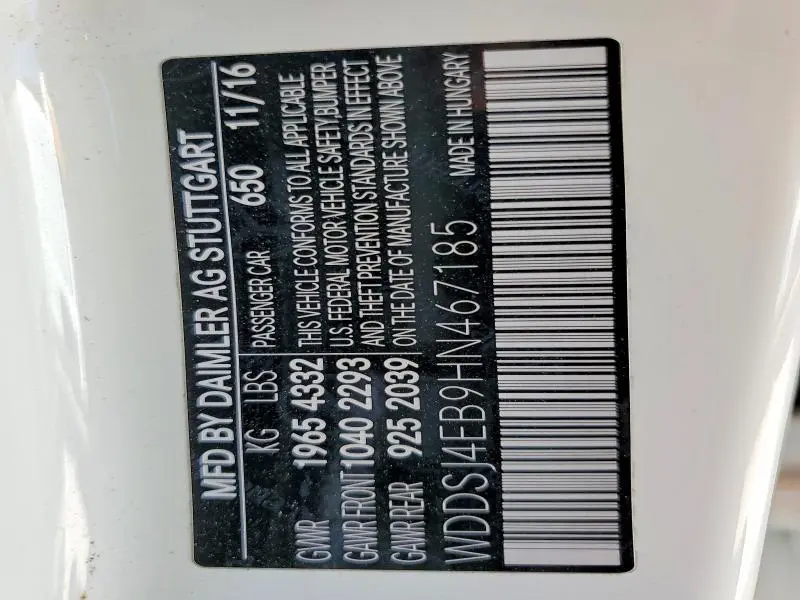 MFD BY DAIMLER AG STUTTGART
KG LBS PASSENGER CAR 650 11/16
GWR 1965 4332 THIS VEHICLE CONFORMS TO ALL APPLICABLE
GAWR FRONT 1040 2293 U.S. FEDERAL MOTOR VEHICLE SAFETY, BUMPER
GAWR REAR 925 2039 AND THEFT PREVENTION STANDARDS IN EFFECT
ON THE DATE OF MANUFACTURE SHOWN ABOVE
WDDSJ4EB9HN467185 MADE IN HUNGARY